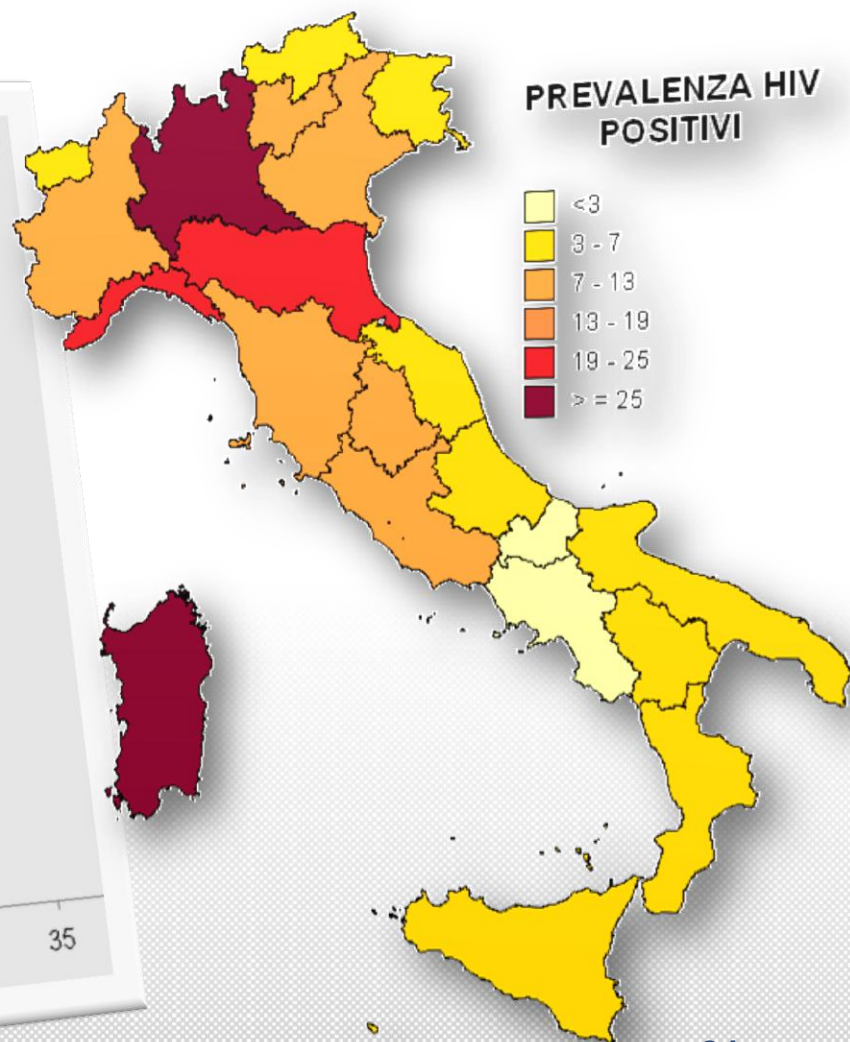 PREVALENZA HIV
POSITIVI
<3
3 - 7
7 - 13
13 - 19
19 - 25
> = 25
35